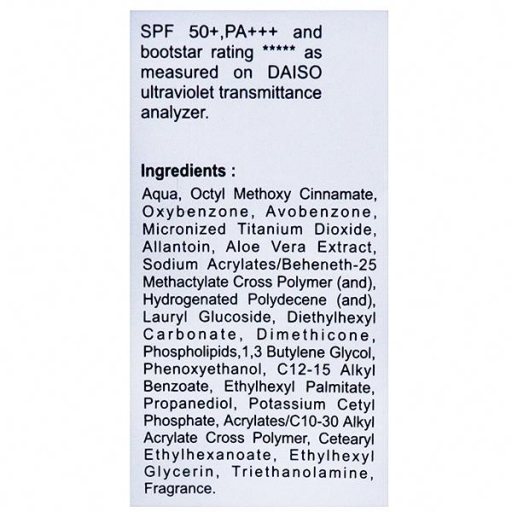 SPF 50+,PA+++ and
bootstar rating ***** as
measured on DAISO
ultraviolet transmittance
analyzer.
Ingredients :
Aqua, Octyl Methoxy Cinnamate,
Oxybenzone, Avobenzone,
Micronized Titanium Dioxide,
Allantoin, Aloe Vera Extract,
Sodium Acrylates/Beheneth-25
Methactylate Cross Polymer (and),
Hydrogenated Polydecene (and),
Lauryl Glucoside, Diethylhexyl
Carbonate, Dimethicone,
Phospholipids,1,3 Butylene Glycol,
Phenoxyethanol, C12-15 Alkyl
Benzoate, Ethylhexyl Palmitate,
Propanediol, Potassium Cetyl
Phosphate, Acrylates/C10-30 Alkyl
Acrylate Cross Polymer, Cetearyl
Ethylhexanoate, Ethylhexyl
Glycerin, Triethanolamine,
Fragrance.